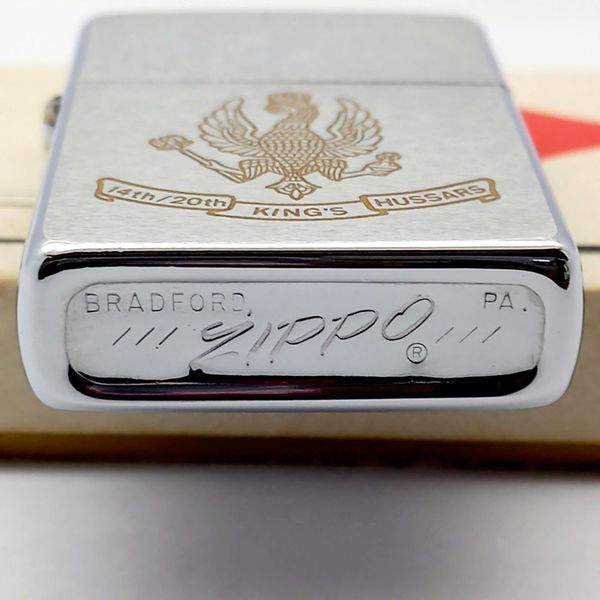 14th/20th KING'S HUSSARS
BRADFORD, PA.
/// ZIPPO ® ///